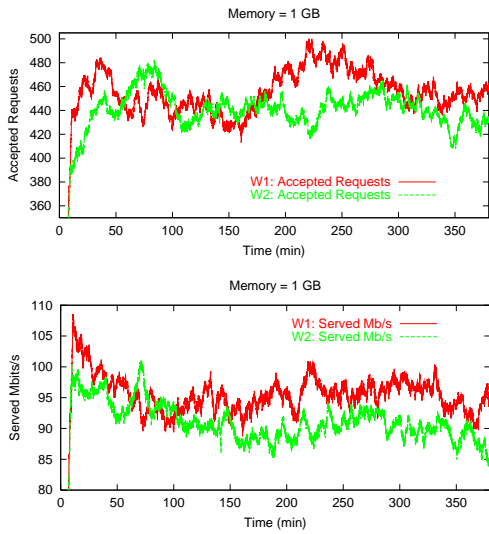 Memory = 1 GB
Accepted Requests
500
480
460
440
420
400
380
360
W1: Accepted Requests
W2: Accepted Requests
0 50 100 150 200 250 300 350
Time (min)
Memory = 1 GB
Served Mbits/s
110
105
100
95
90
85
80
W1: Served Mb/s
W2: Served Mb/s
0 50 100 150 200 250 300 350
Time (min)